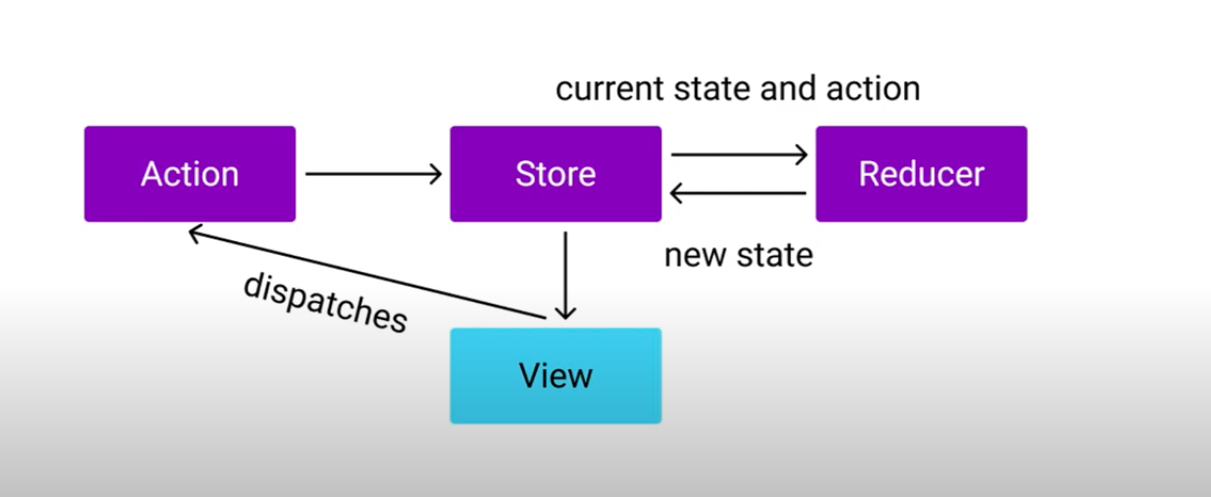 current state and action
Action
Store
Reducer
new state
dispatches
View